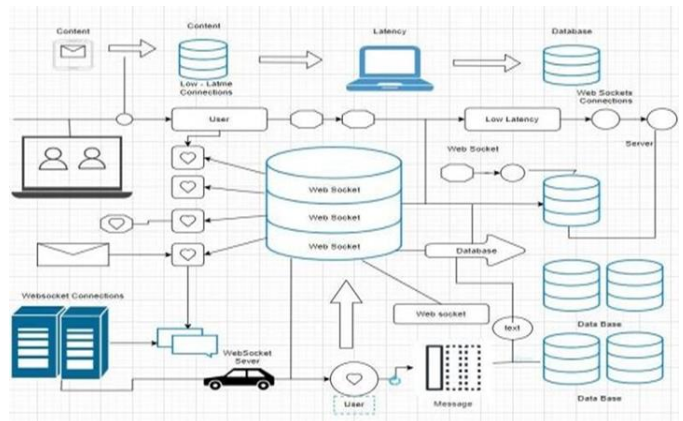 Content
Content
Latency
Database
Low - Latme
Connections
Web Sockets
Connections
User
Low Latency
Server
Web Socket
Web Socket
Web Socket
Web Socket
Database
Websocket Connections
Web socket
text
Data Base
WebSocket
Sever
User
Message
Data Base